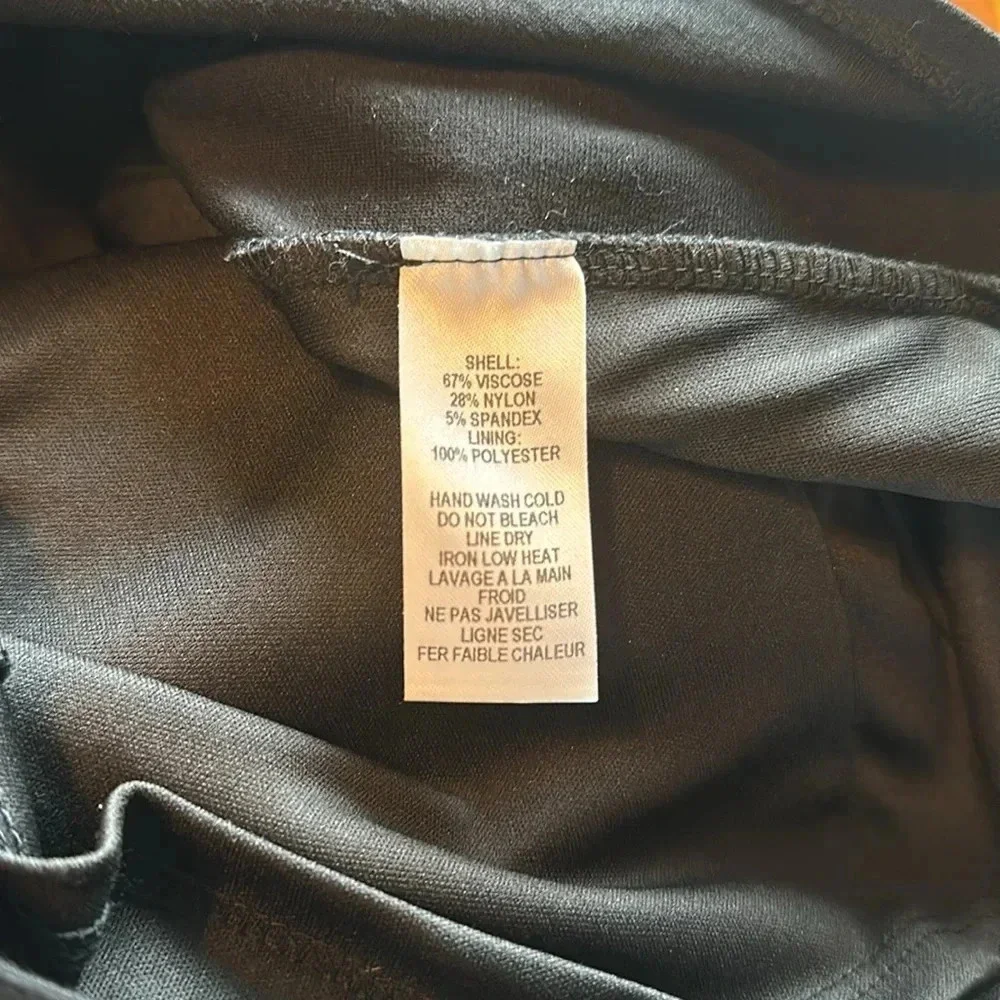 SHELL:
67% VISCOSE
28% NYLON
5% SPANDEX
LINING:
100% POLYESTER
HAND WASH COLD
DO NOT BLEACH
LINE DRY
IRON LOW HEAT
LAVAGE A LA MAIN
FROID
NE PAS JAVELLISER
LIGNE SEC
FER FAIBLE CHALEUR